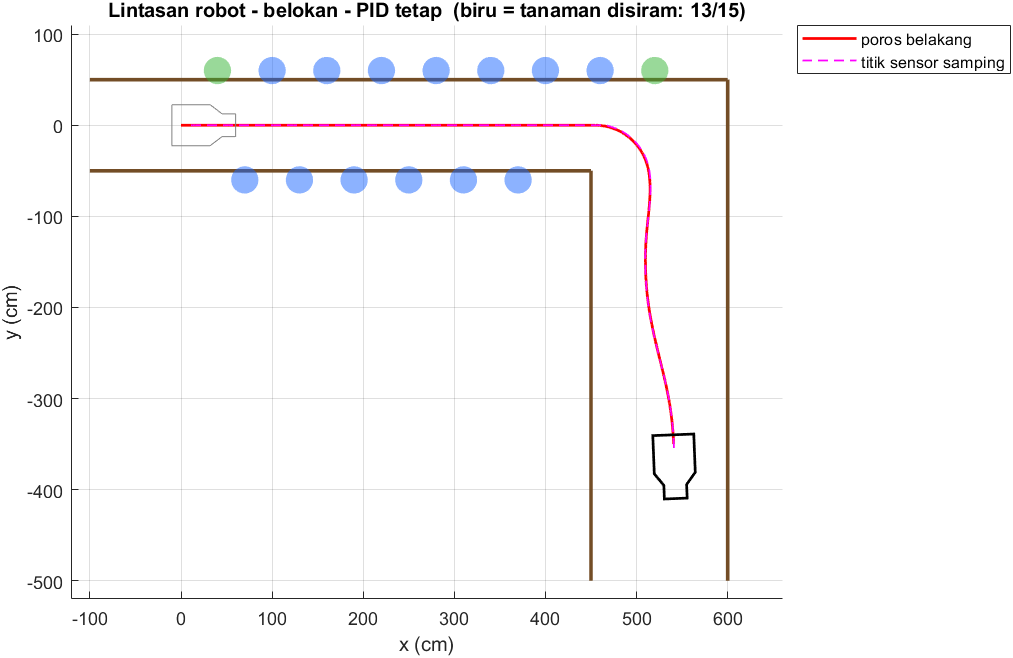 Lintasan robot - belokan - PID tetap (biru = tanaman disiram: 13/15)
poros belakang
titik sensor samping
100
0
-100
-200
-300
-400
-500
y (cm)
-100 0 100 200 300 400 500 600
x (cm)